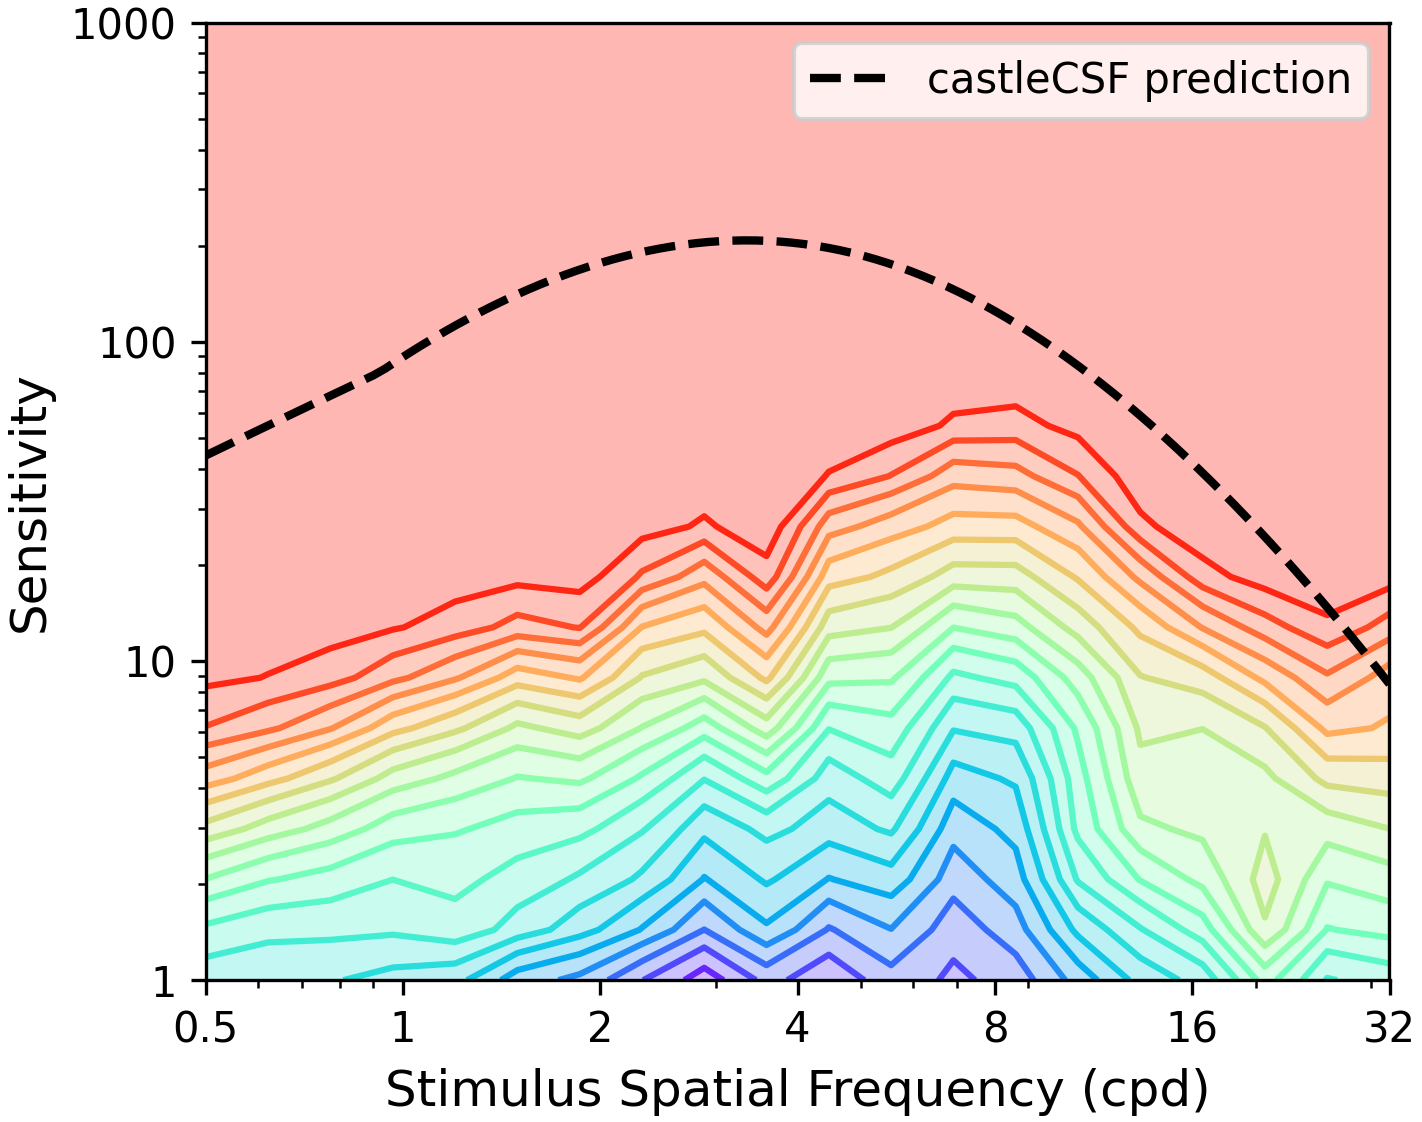 1000
castleCSF prediction
100
Sensitivity
10
1
0.5 1 2 4 8 16 32
Stimulus Spatial Frequency (cpd)